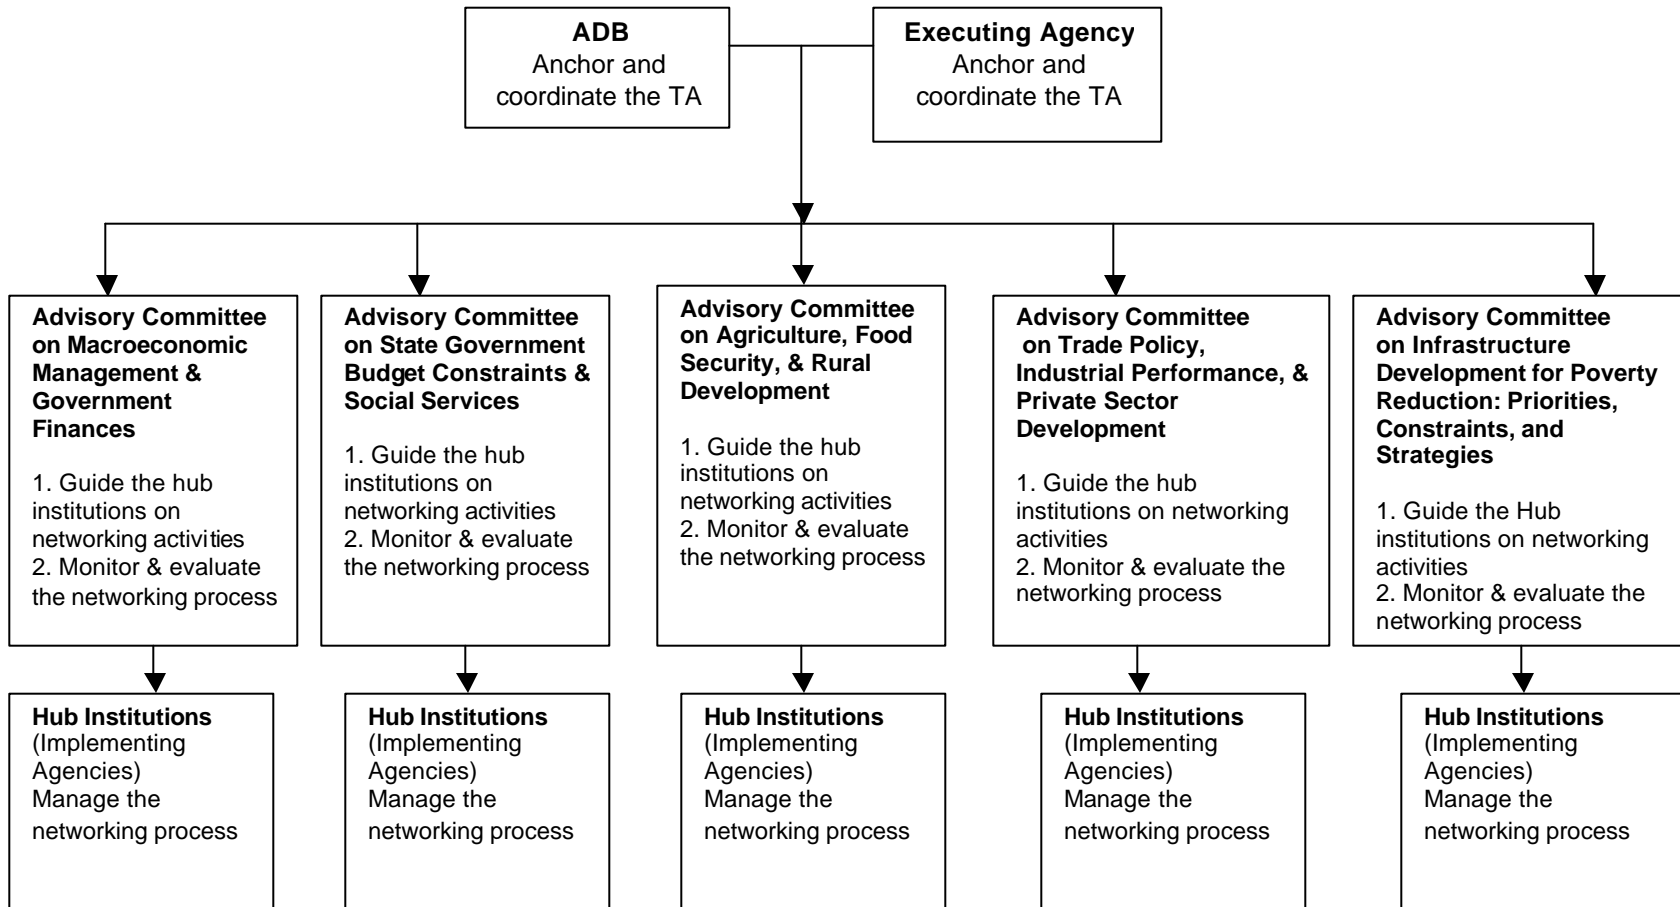 ADB
Anchor and
coordinate the TA
Executing Agency
Anchor and
coordinate the TA
Advisory Committee
on Macroeconomic
Management &
Government
Finances
1. Guide the hub
institutions on
networking activities
2. Monitor & evaluate
the networking process
Advisory Committee
on State Government
Budget Constraints &
Social Services
1. Guide the hub
institutions on
networking activities
2. Monitor & evaluate
the networking process
Advisory Committee
on Agriculture, Food
Security, & Rural
Development
1. Guide the hub
institutions on
networking activities
2. Monitor & evaluate
the networking process
Advisory Committee
on Trade Policy,
Industrial Performance, &
Private Sector
Development
1. Guide the hub
institutions on networking
activities
2. Monitor & evaluate the
networking process
Advisory Committee
on Infrastructure
Development for Poverty
Reduction: Priorities,
Constraints, and
Strategies
1. Guide the Hub
institutions on networking
activities
2. Monitor & evaluate the
networking process
Hub Institutions
(Implementing
Agencies)
Manage the
networking process
Hub Institutions
(Implementing
Agencies)
Manage the
networking process
Hub Institutions
(Implementing
Agencies)
Manage the
networking process
Hub Institutions
(Implementing
Agencies)
Manage the
networking process
Hub Institutions
(Implementing
Agencies)
Manage the
networking process